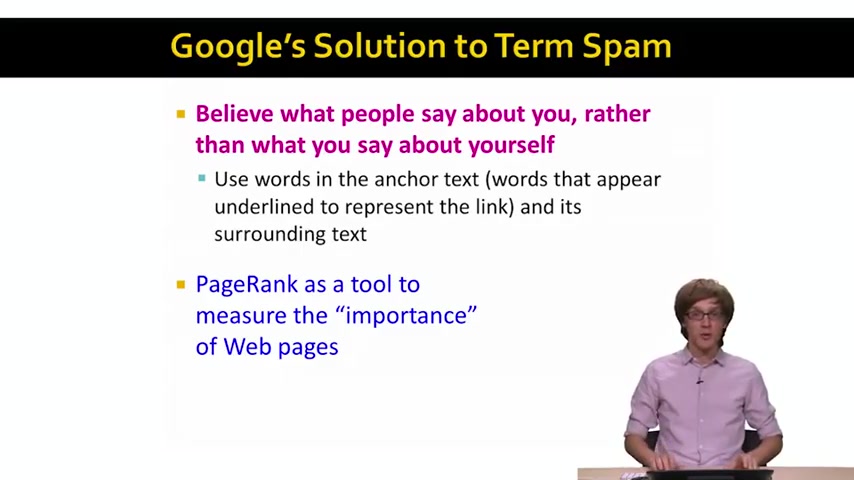 Google's Solution to Term Spam
Believe what people say about you, rather
than what you say about yourself
Use words in the anchor text (words that appear
underlined to represent the link) and its
surrounding text
PageRank as a tool to
measure the “importance”
of Web pages